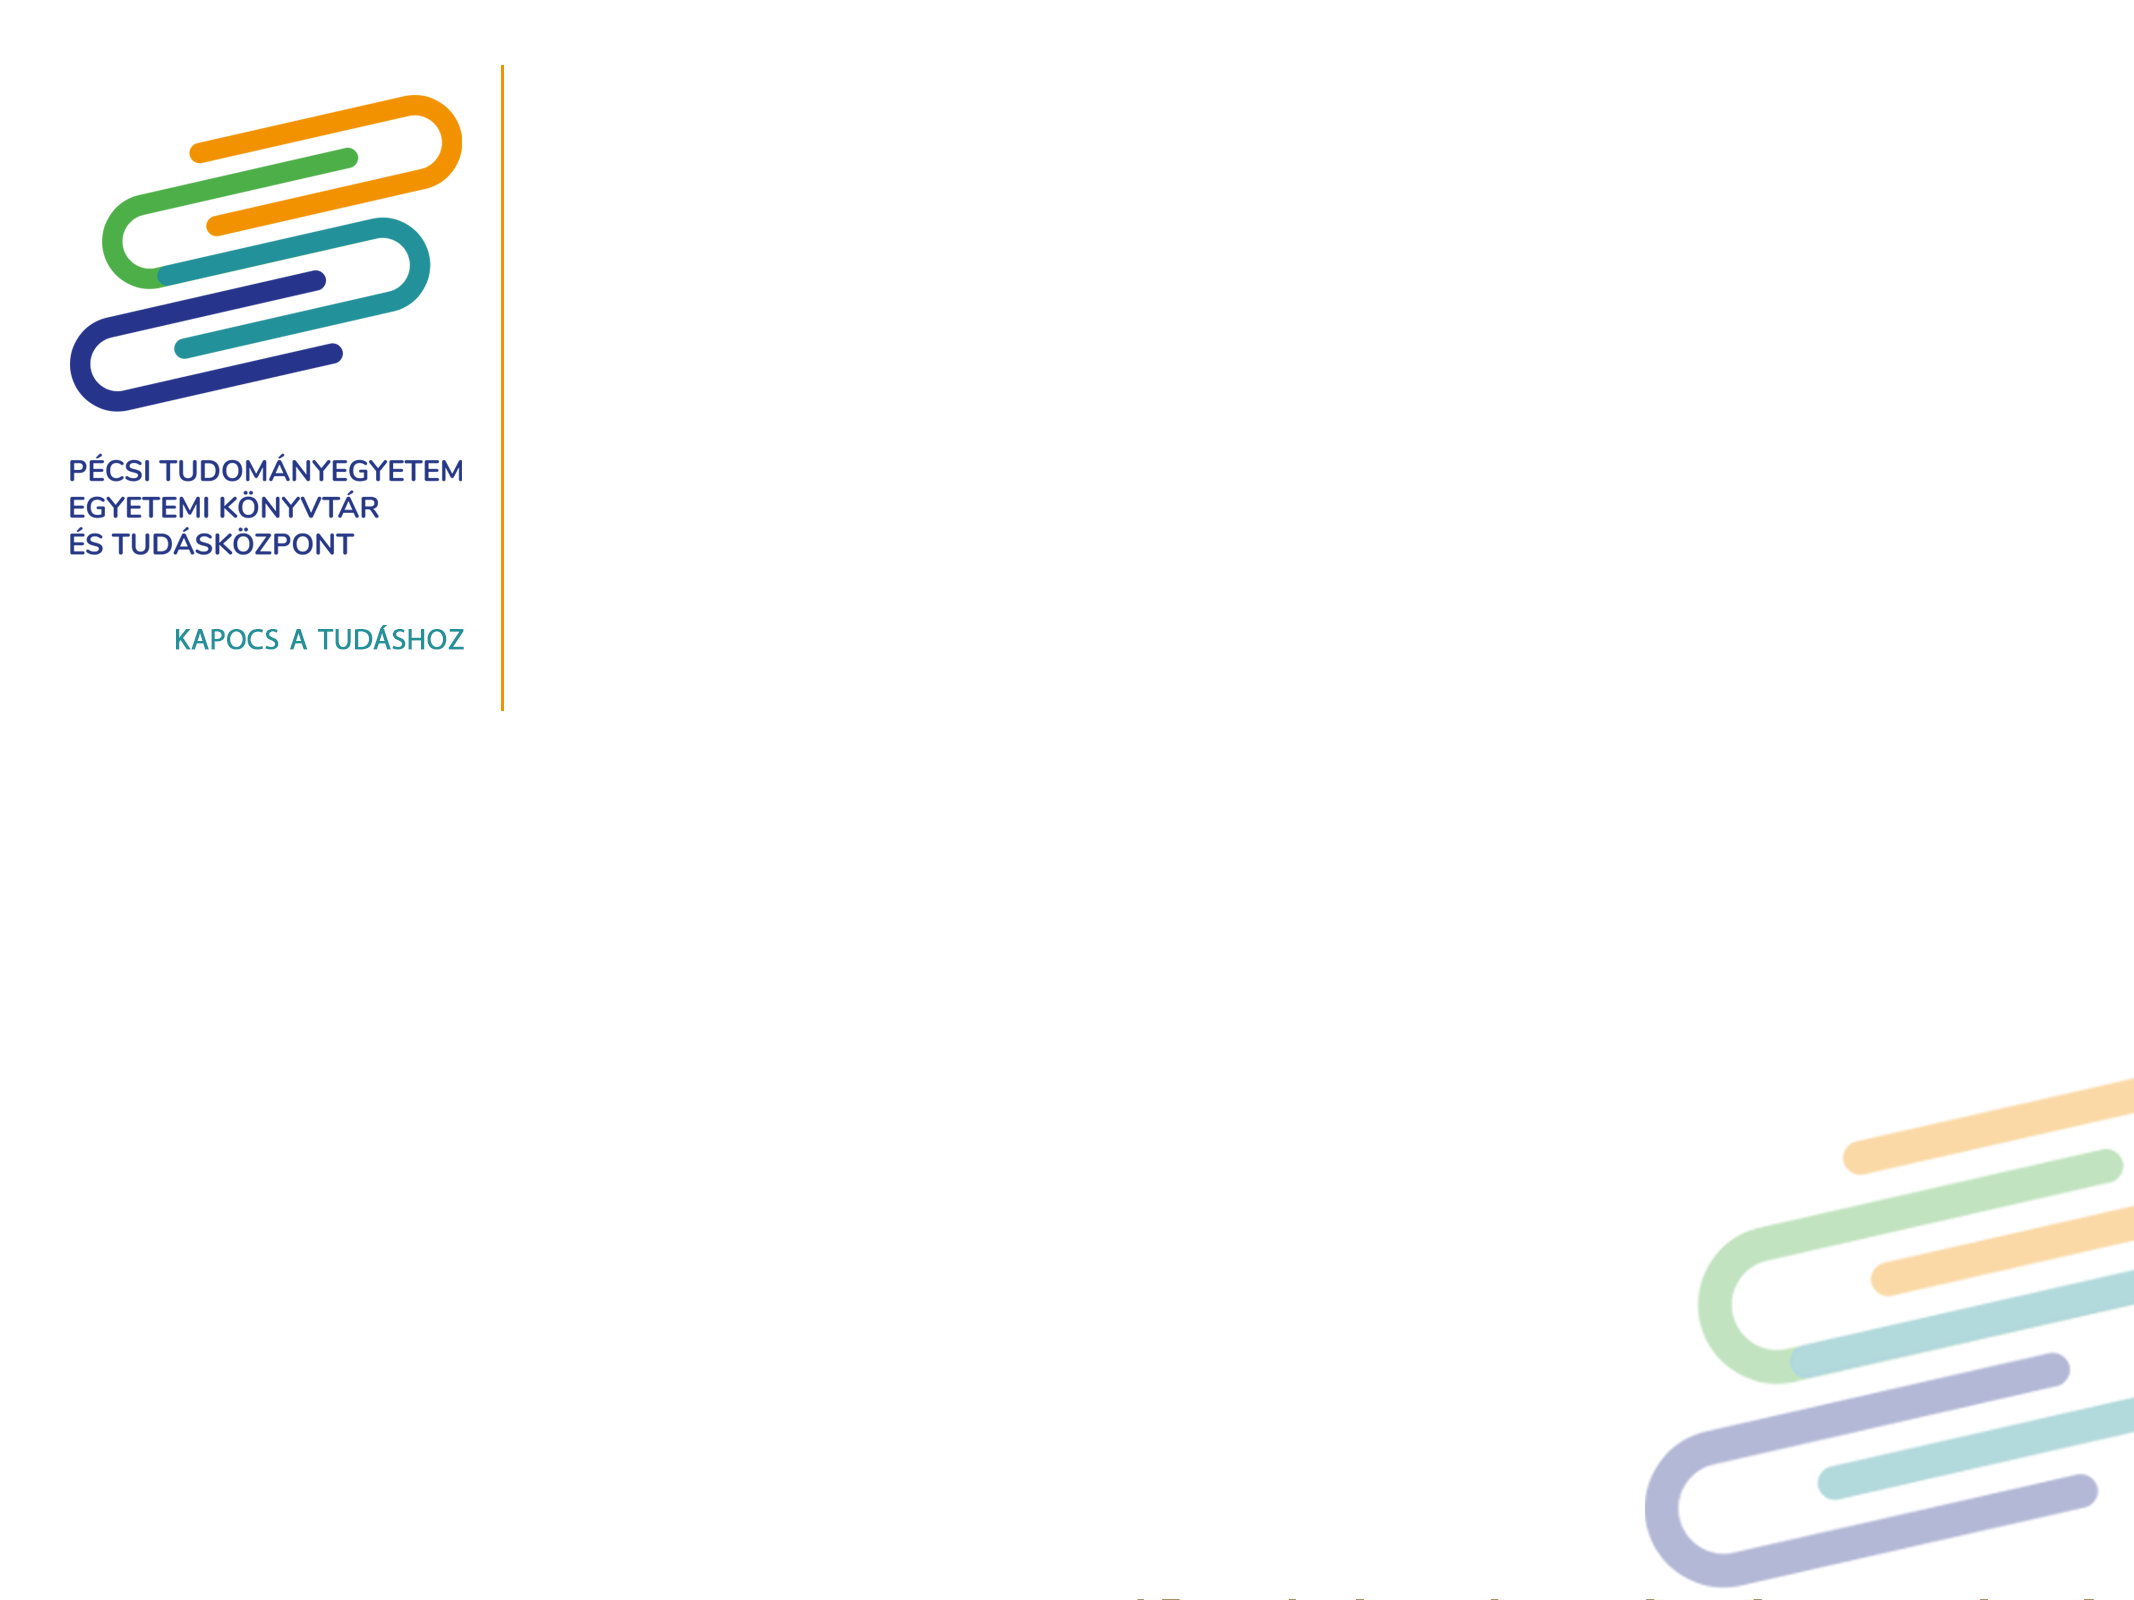 PÉCSI TUDOMÁNYEGYETEM
EGYETEMI KÖNYVTÁR
ÉS TUDÁSKÖZPONT
KAPOCS A TUDÁSHOZ